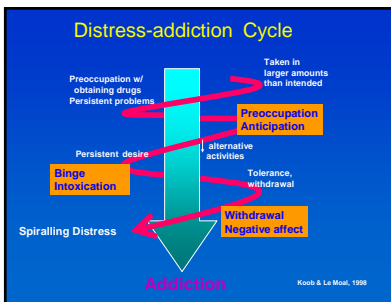 Distress-addiction Cycle
Preoccupation w/
obtaining drugs
Persistent problems
Taken in
larger amounts
than intended
Preoccupation
Anticipation
alternative
activities
Persistent desire
Binge
Intoxication
Tolerance,
withdrawal
Withdrawal
Negative affect
Spiralling Distress
Addiction
Koob & Le Moal, 1998